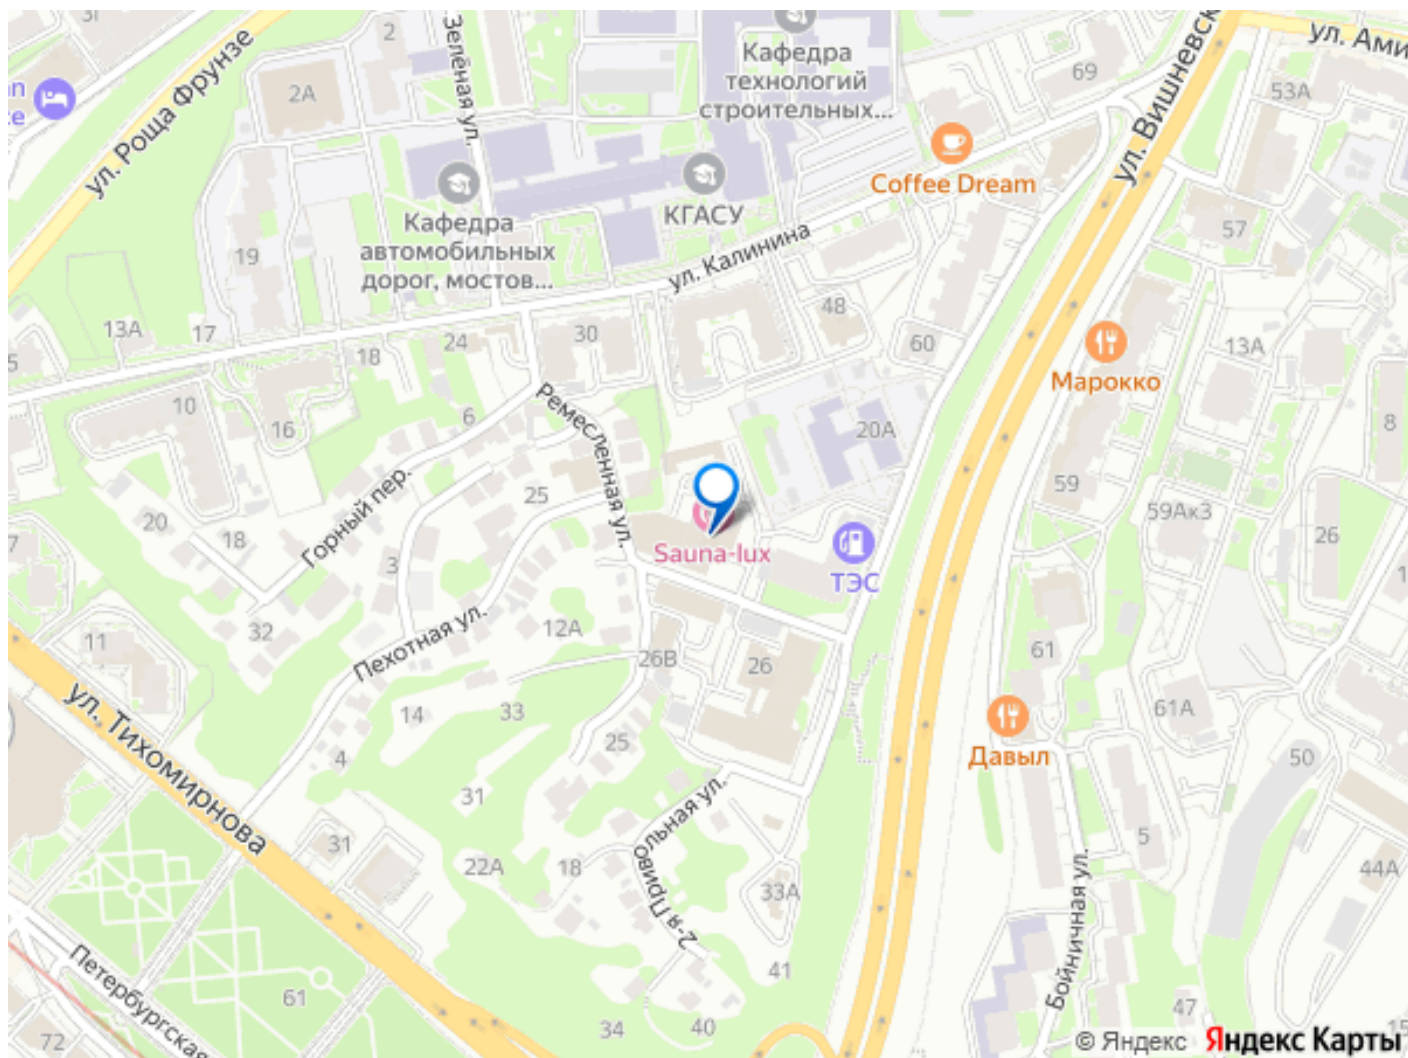 2
Зелёная ул.
Кафедра
технологий
строительных...
69
ул. Вишневск
ул. Ами
53А
2А
ул. Роща Фрунзе
Coffee Dream
КГАСУ
Кафедра
автомобильных
дорог, мостов...
19
ул. Калинина
57
13А
17
18
24
30
48
60
Марокко
13А
10
16
6
Ремесленная ул.
20А
8
25
Горный пер.
20
18
3
Sauna-lux
ТЭС
59
59Ак3
26
32
11
Пехотная ул.
12А
26В
26
61
61А
ул. Тихомирнова
14
33
25
4
Давыл
50
31
2-я Привольная ул.
31
22А
18
33А
5
44А
Бойничная ул.
Петербургская
61
41
34
40
47
72
© Яндекс
Яндекс Карты